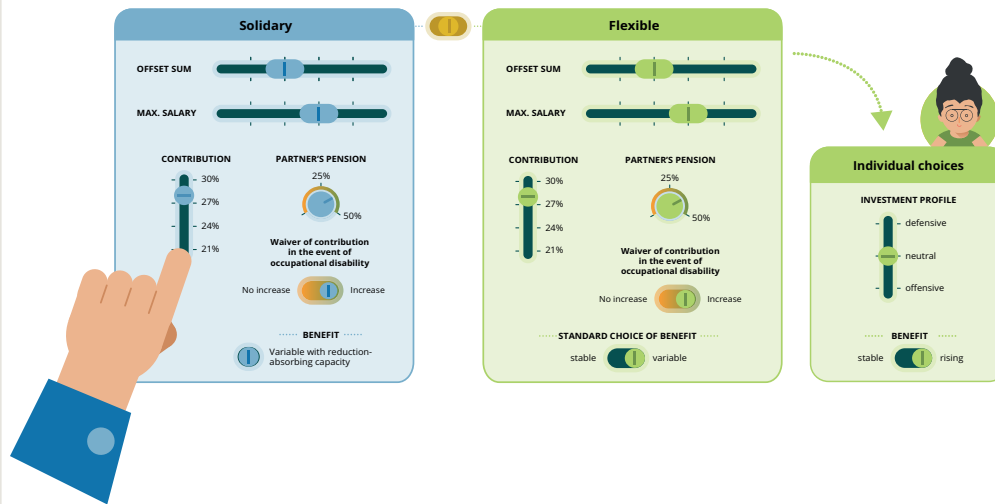 Solidary
OFFSET SUM
MAX. SALARY
CONTRIBUTION
30%
27%
24%
21%
PARTNER'S PENSION
25%
50%
Waiver of contribution
in the event of
occupational disability
No increase
Increase
BENEFIT
Variable with reduction-
absorbing capacity
Flexible
OFFSET SUM
MAX. SALARY
CONTRIBUTION
30%
27%
24%
21%
PARTNER'S PENSION
25%
50%
Waiver of contribution
in the event of
occupational disability
No increase
Increase
STANDARD CHOICE OF BENEFIT
stable
variable
Individual choices
INVESTMENT PROFILE
defensive
neutral
offensive
BENEFIT
stable
rising